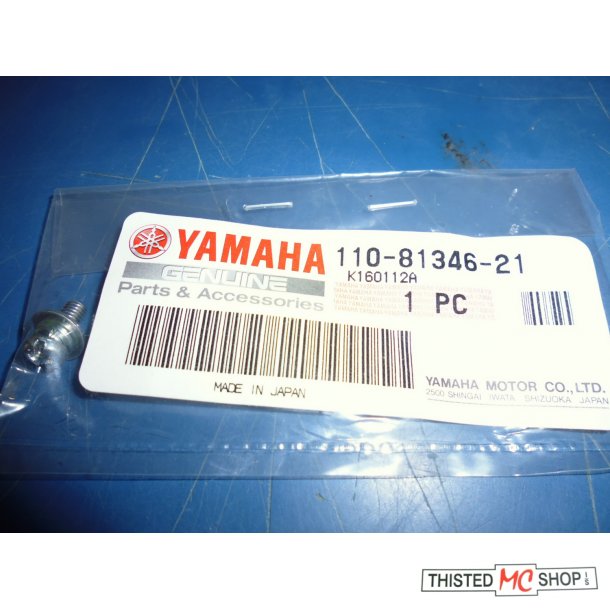 YAMAHA 110-81346-21
GENUINE K160112A
Parts & Accessories 1 PC
MADE IN JAPAN
YAMAHA MOTOR CO., LTD.
2500 SHINGAI IWATA SHIZUOKA JAPAN
THISTED MC SHOP I/S